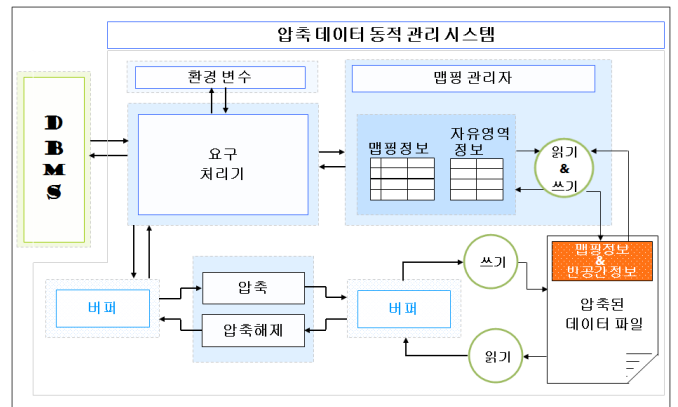 압축 데이터 동적 관리 시스템
환경 변수
맵핑 관리자
D
B
M
S
요구
처리기
맵핑정보
자유영역
정보
읽기
&
쓰기
맵핑정보
&
빈공간정보
압축된
데이터 파일
버퍼
압축
압축해제
버퍼
쓰기
읽기